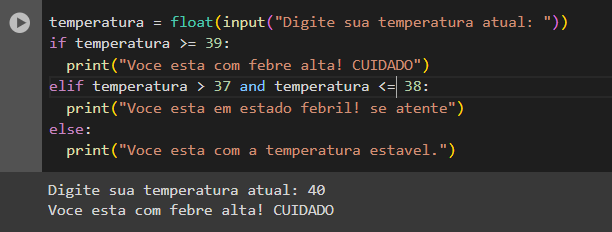 temperatura = float(input("Digite sua temperatura atual: "))
if temperatura >= 39:
  print("Voce esta com febre alta! CUIDADO")
elif temperatura > 37 and temperatura <= 38:
  print("Voce esta em estado febril! se atente")
else:
  print("Voce esta com a temperatura estavel.")
Digite sua temperatura atual: 40
Voce esta com febre alta! CUIDADO